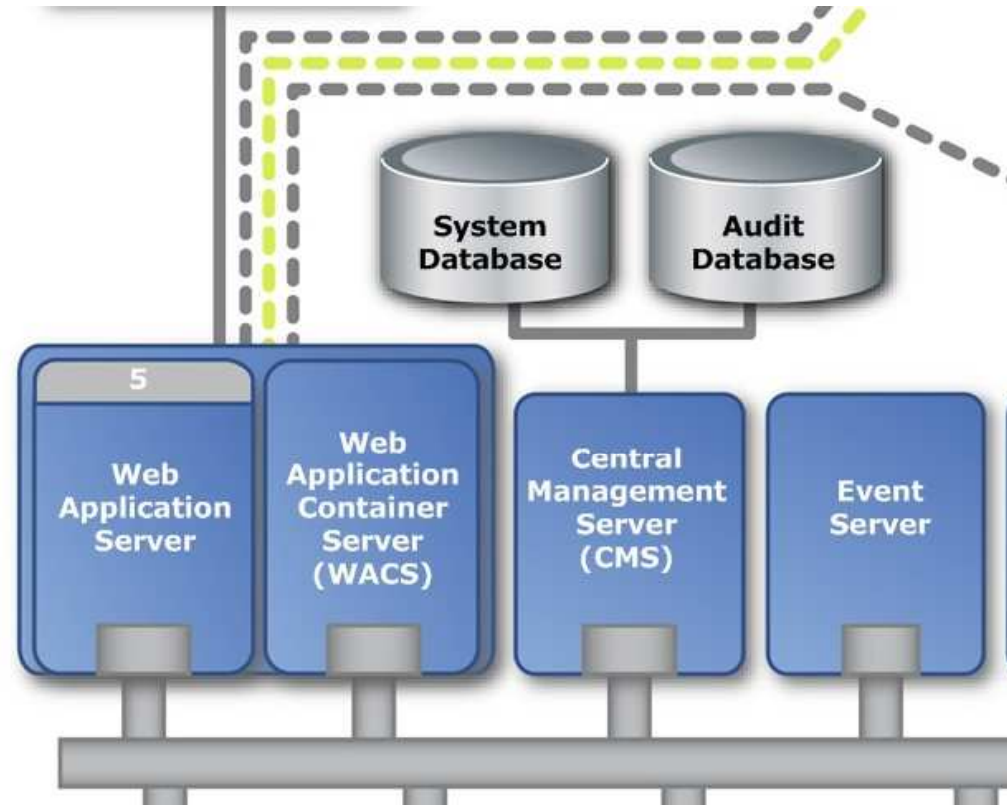 System
Database
Audit
Database
5
Web
Application
Server
Web
Application
Container
Server
(WACS)
Central
Management
Server
(CMS)
Event
Server